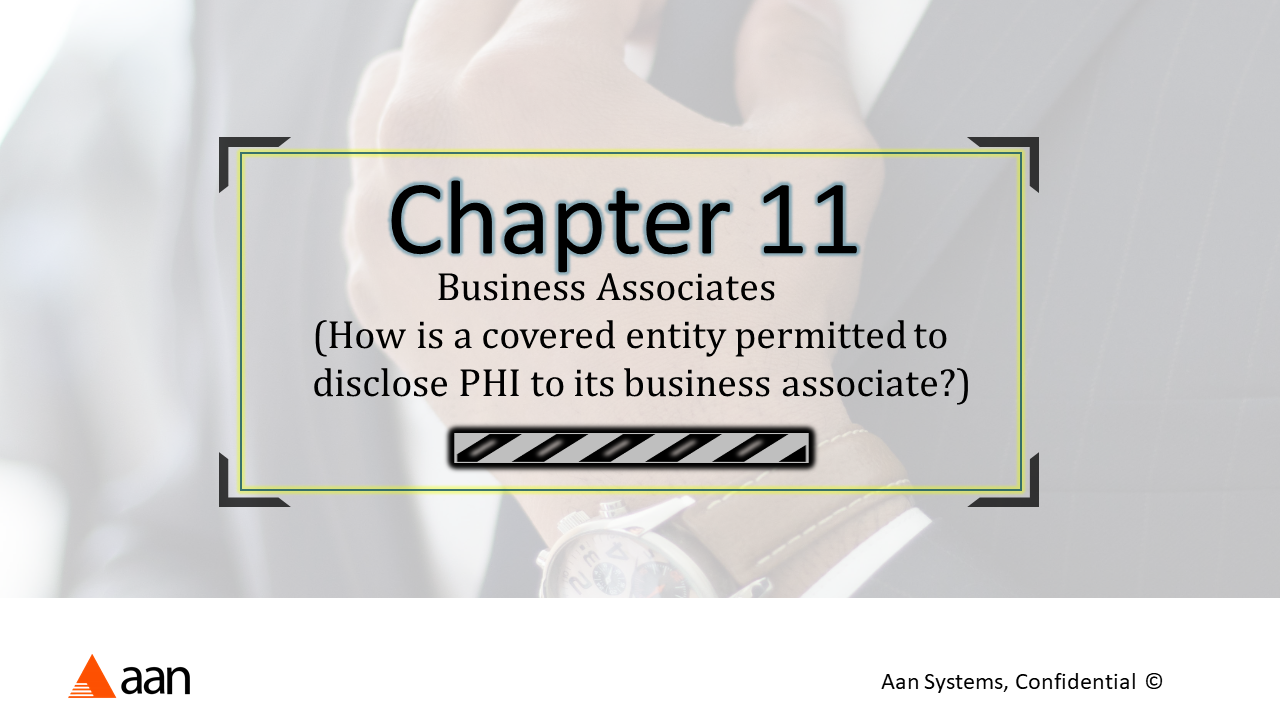 Chapter 11
Business Associates
(How is a covered entity permitted to
disclose PHI to its business associate?)
aan
Aan Systems, Confidential ©